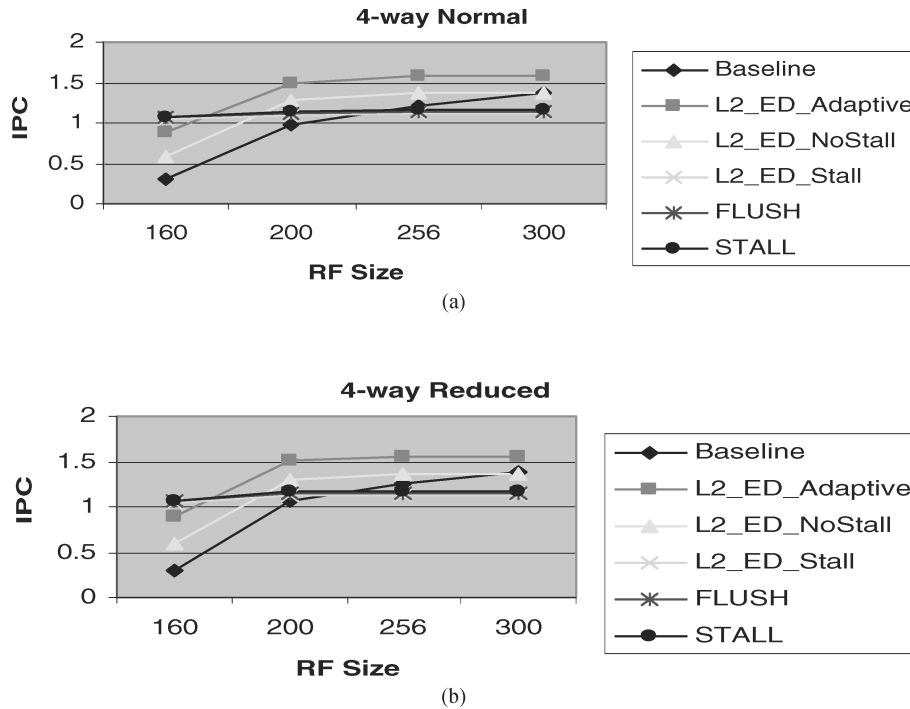 4-way Normal
2
1.5
1
0.5
0
IPC
160 200 256 300
RF Size
Baseline
L2_ED_Adaptive
L2_ED_NoStall
L2_ED_Stall
FLUSH
STALL
(a)
4-way Reduced
2
1.5
1
0.5
0
IPC
160 200 256 300
RF Size
Baseline
L2_ED_Adaptive
L2_ED_NoStall
L2_ED_Stall
FLUSH
STALL
(b)